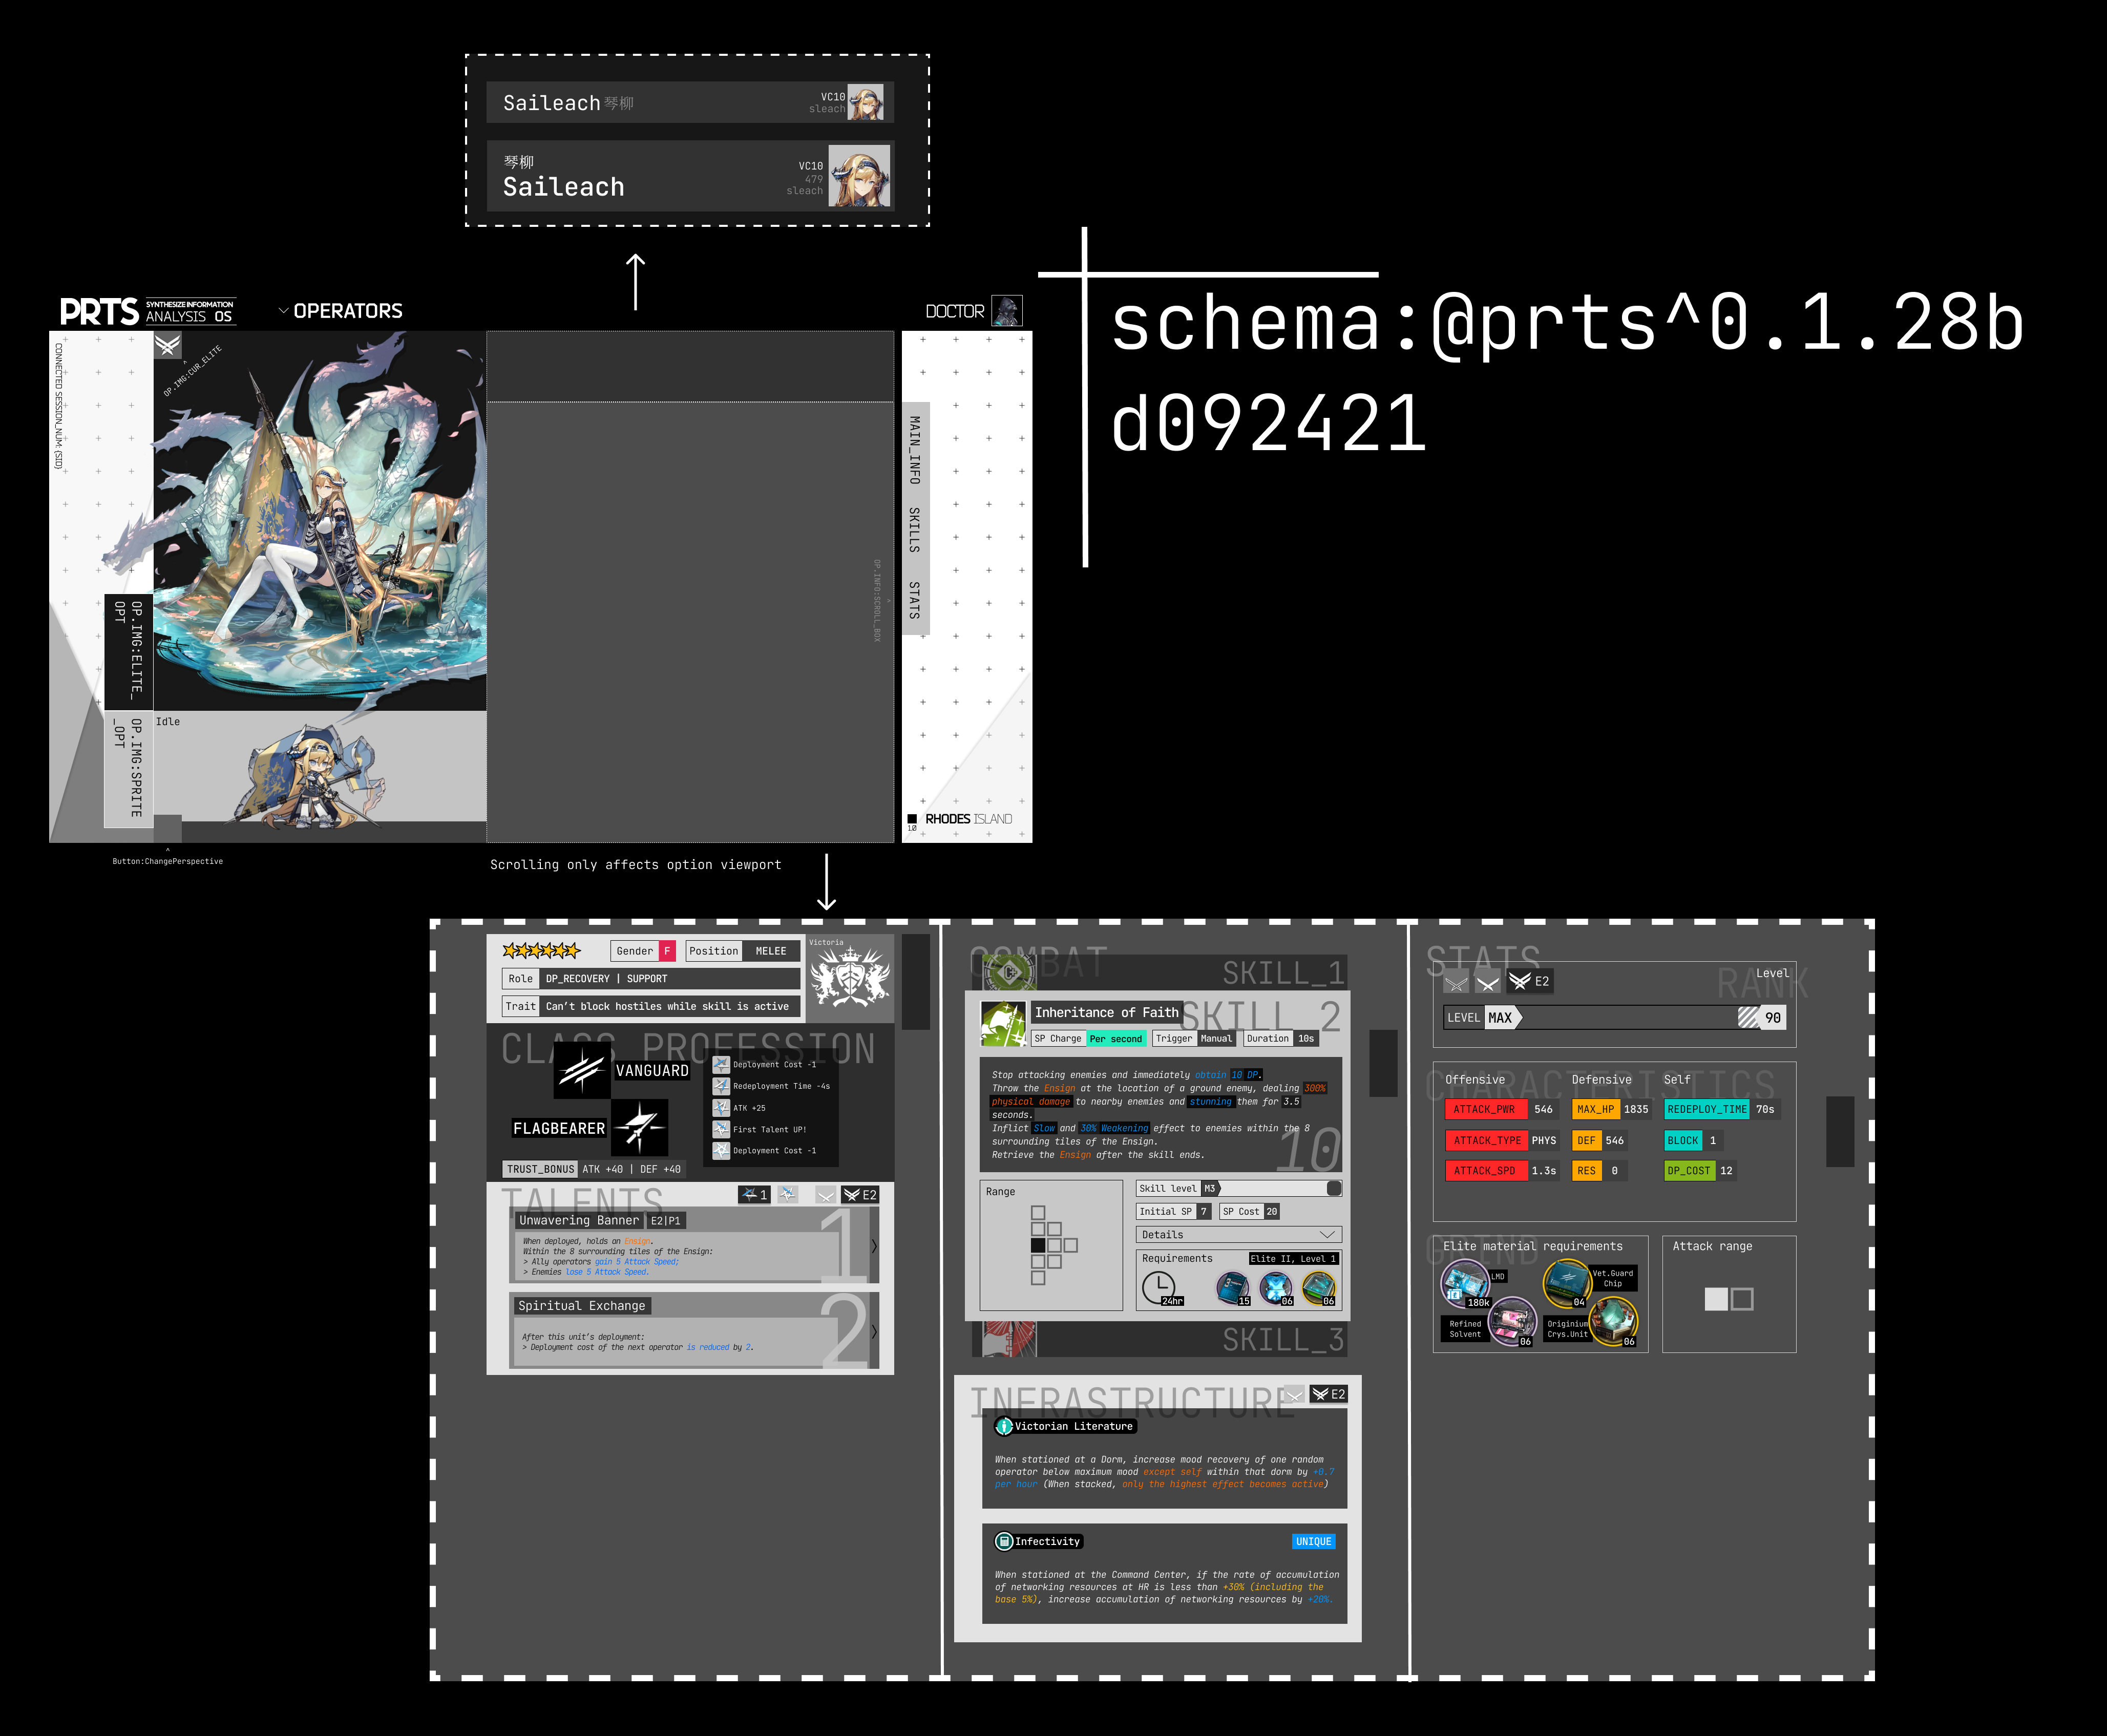 Saileach 琴柳
VC10
sleach
琴柳
Saileach
VC10
479
sleach
PRTS
SYNTHESIZE INFORMATION
ANALYSIS OS
OPERATORS
DOCTOR
schema:@prts^0.1.28b
d092421
CONNECTED SESSION_NUM: {SID}
^
OP.IMG:CUR_ELITE
OP.IMG:ELITE_
OPT
OP.IMG:SPRITE
_OPT
Idle
^
Button:ChangePerspective
^
OP.INFO:SCROLL_BOX
MAIN_INFO
SKILLS
STATS
1.0
RHODES ISLAND
Scrolling only affects option viewport
Gender F
Position MELEE
Victoria
Role DP_RECOVERY | SUPPORT
Trait Can't block hostiles while skill is active
CLASS PROFESSION
VANGUARD
FLAGBEARER
Deployment Cost -1
Redeployment Time -4s
ATK +25
First Talent UP!
Deployment Cost -1
TRUST_BONUS ATK +40 | DEF +40
TALENTS
1
E2
Unwavering Banner E2|P1
1
When deployed, holds an Ensign.
Within the 8 surrounding tiles of the Ensign:
> Ally operators gain 5 Attack Speed;
> Enemies lose 5 Attack Speed.
Spiritual Exchange
2
After this unit's deployment:
> Deployment cost of the next operator is reduced by 2.
COMBAT
SKILL_1
SKILL_2
Inheritance of Faith
SP Charge Per second
Trigger Manual
Duration 10s
Stop attacking enemies and immediately obtain 10 DP.
Throw the Ensign at the location of a ground enemy, dealing 300%
physical damage to nearby enemies and stunning them for 3.5
seconds.
Inflict Slow and 30% Weakening effect to enemies within the 8
surrounding tiles of the Ensign.
Retrieve the Ensign after the skill ends.
10
Range
Skill level M3
Initial SP 7
SP Cost 20
Details
Requirements
Elite II, Level 1
24hr
15
06
06
SKILL_3
INFRASTRUCTURE
E2
Victorian Literature
When stationed at a Dorm, increase mood recovery of one random
operator below maximum mood except self within that dorm by +0.7
per hour (When stacked, only the highest effect becomes active)
Infectivity
UNIQUE
When stationed at the Command Center, if the rate of accumulation
of networking resources at HR is less than +30% (including the
base 5%), increase accumulation of networking resources by +20%.
STATS
RANK
E2
Level
LEVEL MAX
90
CHARACTERISTICS
Offensive
Defensive
Self
ATTACK_PWR 546
MAX_HP 1835
REDEPLOY_TIME 70s
ATTACK_TYPE PHYS
DEF 546
BLOCK 1
ATTACK_SPD 1.3s
RES 0
DP_COST 12
GRIND
Elite material requirements
LMD
180k
Vet.Guard
Chip
04
Refined
Solvent
06
Originium
Crys.Unit
06
Attack range